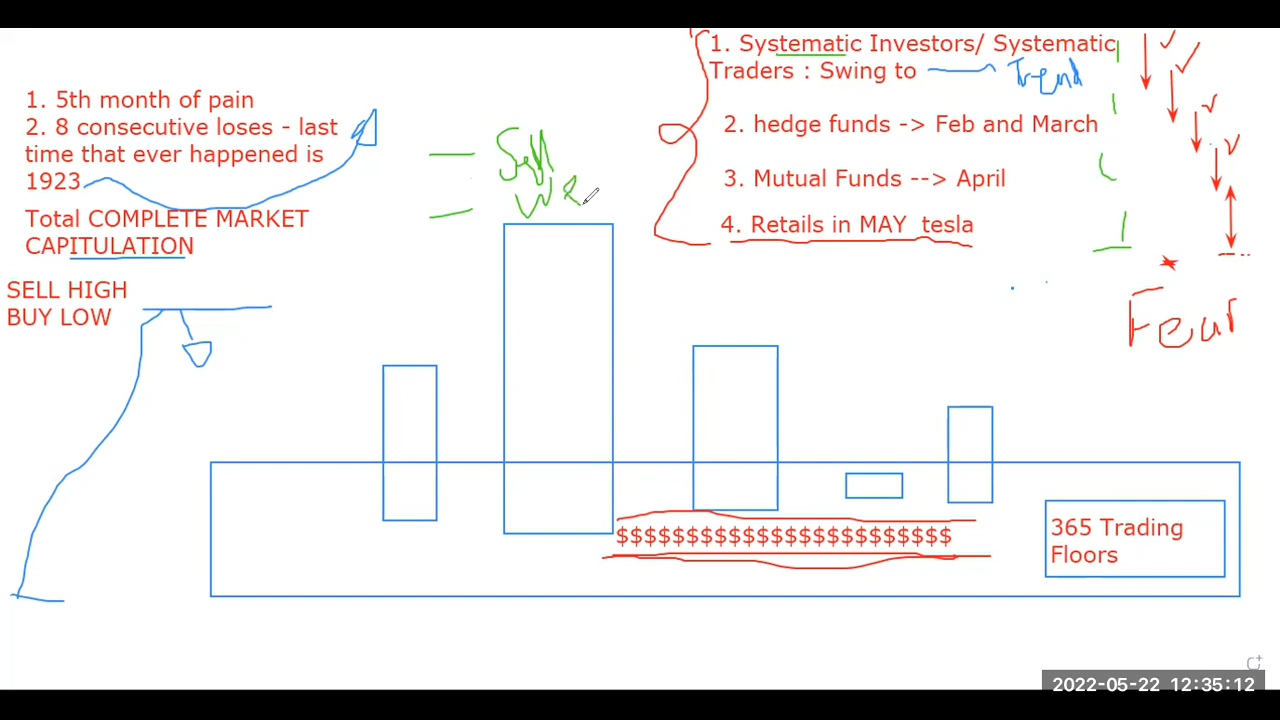 1. Systematic Investors/ Systematic
Traders : Swing to Trend
1. 5th month of pain
2. 8 consecutive loses - last
time that ever happened is
1923
2. hedge funds -> Feb and March
3. Mutual Funds --> April
4. Retails in MAY tesla
Total COMPLETE MARKET
CAPITULATION
Sell
SELL HIGH
BUY LOW
Fear
$$$$$$$$$$$$$$$$$$$$$$$$
365 Trading
Floors
2022-05-22 12:35:12